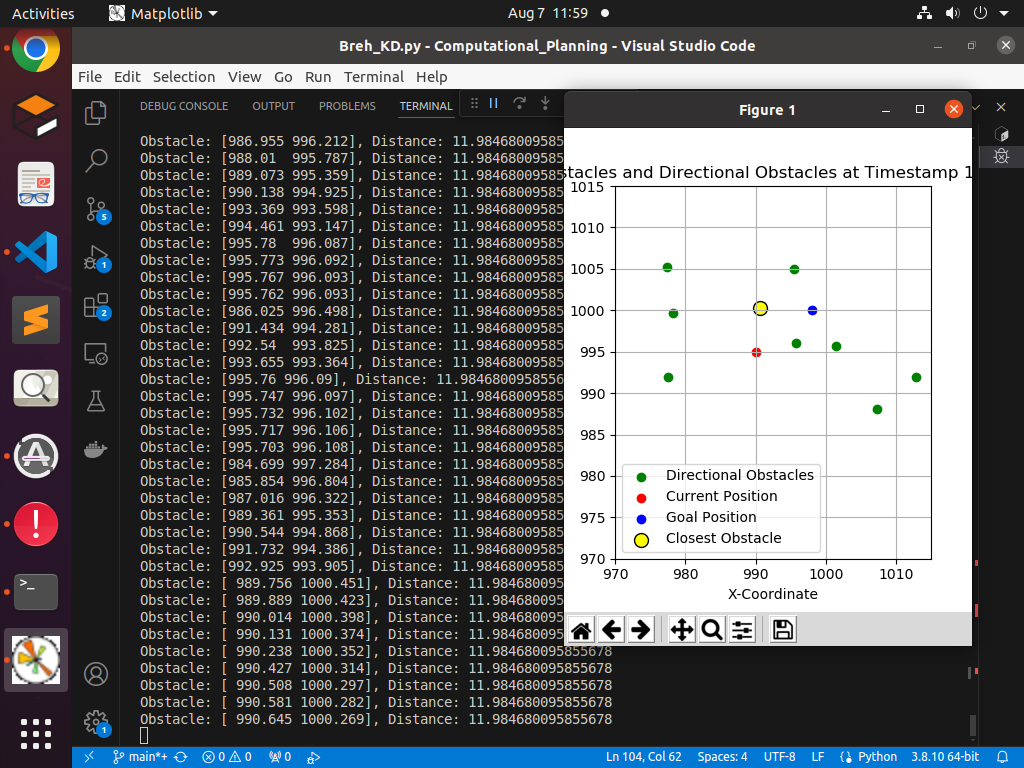 Activities Matplotlib Aug 7 11:59
Breh_KD.py - Computational_Planning - Visual Studio Code
File Edit Selection View Go Run Terminal Help
DEBUG CONSOLE OUTPUT PROBLEMS TERMINAL
Obstacle: [986.955 996.212], Distance: 11.98468009585
Obstacle: [988.01 995.787], Distance: 11.98468009585
Obstacle: [989.073 995.359], Distance: 11.98468009585
Obstacle: [990.138 994.925], Distance: 11.98468009585
Obstacle: [993.369 993.598], Distance: 11.98468009585
Obstacle: [994.461 993.147], Distance: 11.98468009585
Obstacle: [995.78 996.087], Distance: 11.98468009585
Obstacle: [995.773 996.092], Distance: 11.98468009585
Obstacle: [995.767 996.093], Distance: 11.98468009585
Obstacle: [995.762 996.093], Distance: 11.98468009585
Obstacle: [986.025 996.498], Distance: 11.98468009585
Obstacle: [991.434 994.281], Distance: 11.98468009585
Obstacle: [992.54 993.825], Distance: 11.98468009585
Obstacle: [993.655 993.364], Distance: 11.98468009585
Obstacle: [995.76 996.09], Distance: 11.9846800958556
Obstacle: [995.747 996.097], Distance: 11.98468009585
Obstacle: [995.732 996.102], Distance: 11.98468009585
Obstacle: [995.717 996.106], Distance: 11.98468009585
Obstacle: [995.703 996.108], Distance: 11.98468009585
Obstacle: [984.699 997.284], Distance: 11.98468009585
Obstacle: [985.854 996.804], Distance: 11.98468009585
Obstacle: [987.016 996.322], Distance: 11.98468009585
Obstacle: [989.361 995.353], Distance: 11.98468009585
Obstacle: [990.544 994.868], Distance: 11.98468009585
Obstacle: [991.732 994.386], Distance: 11.98468009585
Obstacle: [992.925 993.905], Distance: 11.98468009585
Obstacle: [ 989.756 1000.451], Distance: 11.984680095
Obstacle: [ 989.889 1000.423], Distance: 11.984680095
Obstacle: [ 990.014 1000.398], Distance: 11.984680095
Obstacle: [ 990.131 1000.374], Distance: 11.984680095
Obstacle: [ 990.238 1000.352], Distance: 11.984680095855678
Obstacle: [ 990.427 1000.314], Distance: 11.984680095855678
Obstacle: [ 990.508 1000.297], Distance: 11.984680095855678
Obstacle: [ 990.581 1000.282], Distance: 11.984680095855678
Obstacle: [ 990.645 1000.269], Distance: 11.984680095855678
Figure 1
stacles and Directional Obstacles at Timestamp 1
1015
1010
1005
1000
995
990
985
980
975
970
Directional Obstacles
Current Position
Goal Position
Closest Obstacle
970 980 990 1000 1010
X-Coordinate
5
1
2
1
main*+ 0 0 0 Ln 104, Col 62 Spaces: 4 UTF-8 LF Python 3.8.10 64-bit